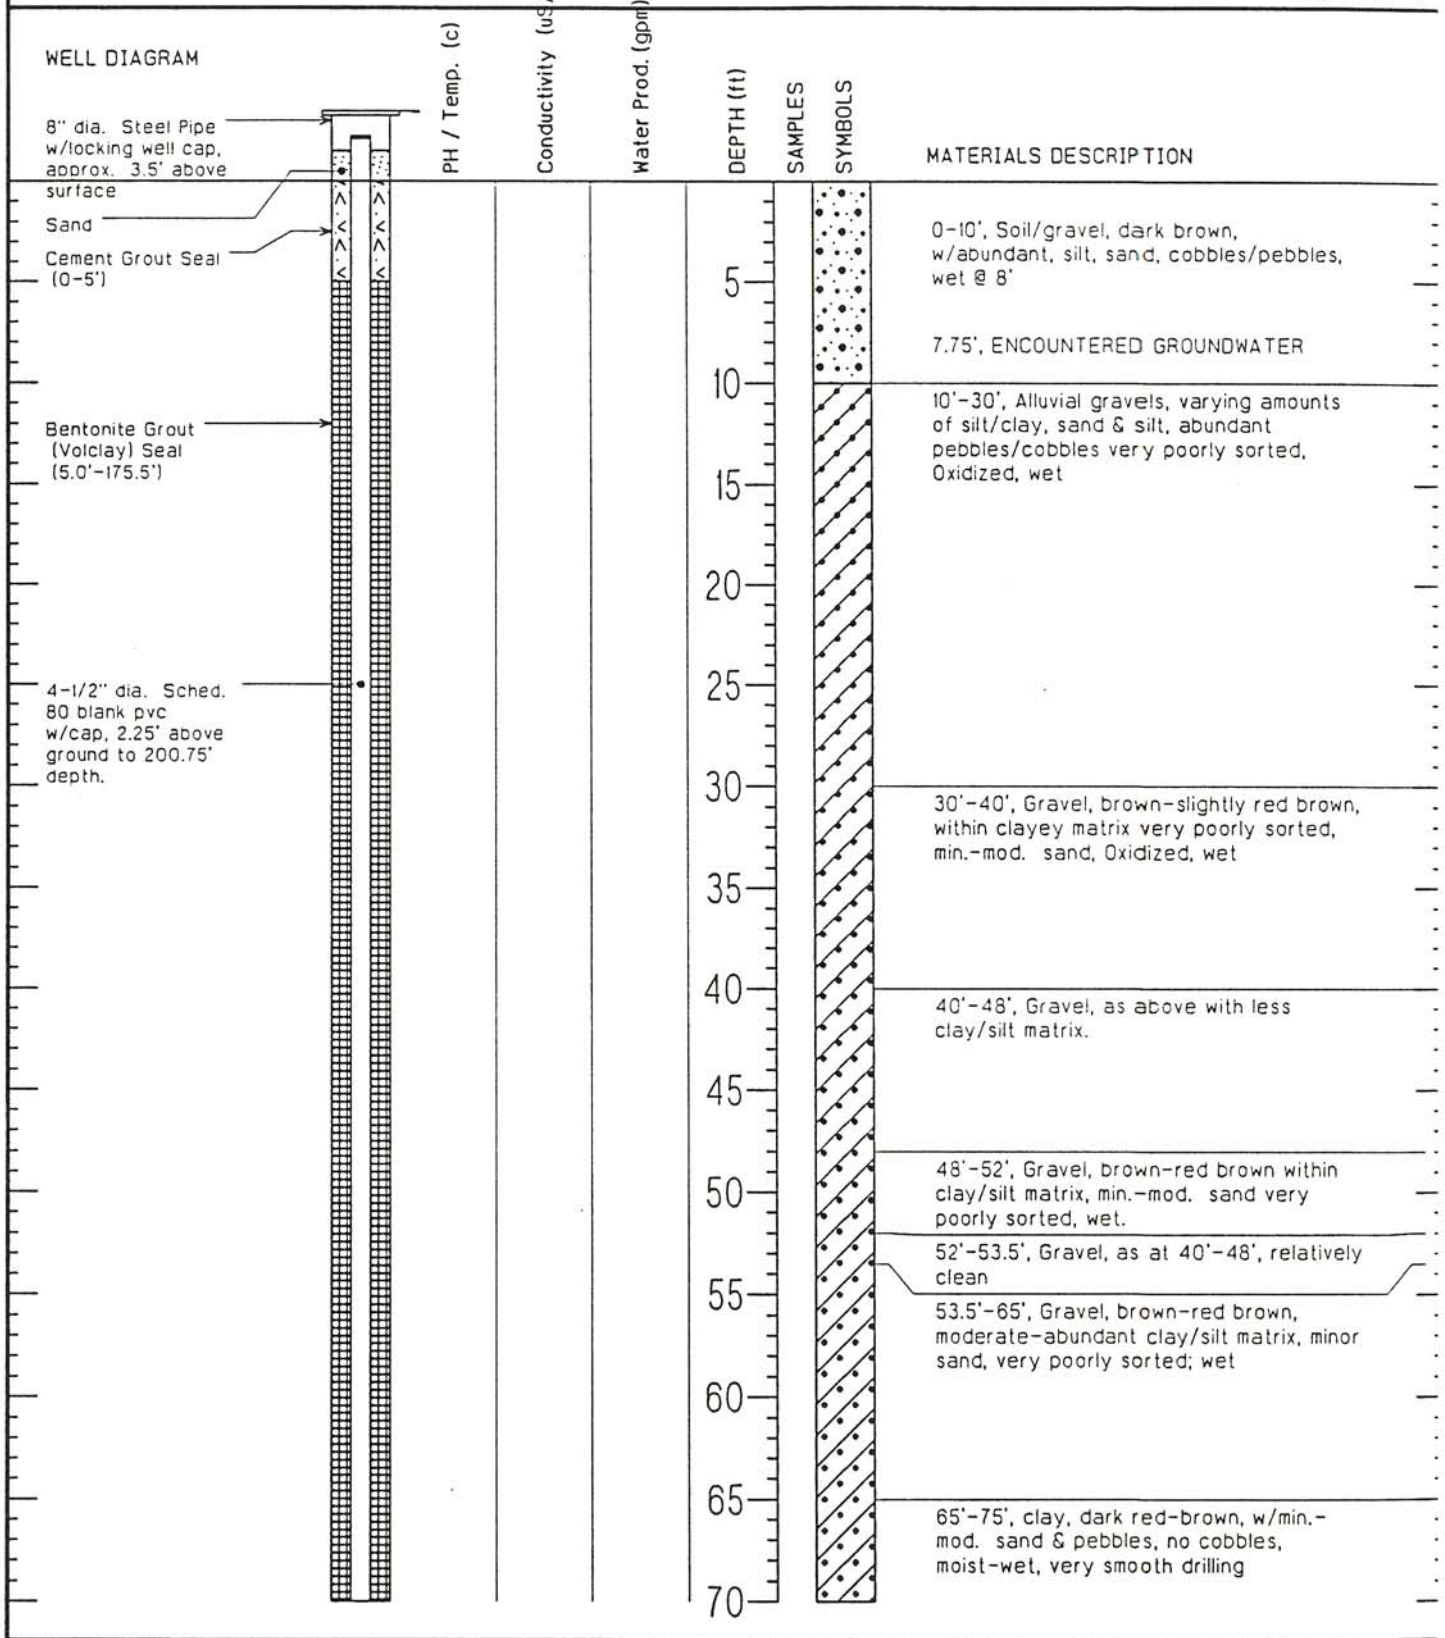 WELL DIAGRAM
PH / Temp. (c)
Conductivity (uS/
Water Prod. (gpm)
DEPTH (ft)
SAMPLES
SYMBOLS
MATERIALS DESCRIPTION
8" dia. Steel Pipe
w/locking well cap,
approx. 3.5' above
surface
Sand
Cement Grout Seal
(0-5')
Bentonite Grout
(Volclay) Seal
(5.0'-175.5')
4-1/2" dia. Sched.
80 blank pvc
w/cap, 2.25' above
ground to 200.75'
depth.
5
10
15
20
25
30
35
40
45
50
55
60
65
70
0-10', Soil/gravel, dark brown,
w/abundant, silt, sand, cobbles/pebbles,
wet @ 8'
7.75', ENCOUNTERED GROUNDWATER
10'-30', Alluvial gravels, varying amounts
of silt/clay, sand & silt, abundant
pebbles/cobbles very poorly sorted,
Oxidized, wet
30'-40', Gravel, brown-slightly red brown,
within clayey matrix very poorly sorted,
min.-mod. sand, Oxidized, wet
40'-48', Gravel, as above with less
clay/silt matrix.
48'-52', Gravel, brown-red brown within
clay/silt matrix, min.-mod. sand very
poorly sorted, wet.
52'-53.5', Gravel, as at 40'-48', relatively
clean
53.5'-65', Gravel, brown-red brown,
moderate-abundant clay/silt matrix, minor
sand, very poorly sorted; wet
65'-75', clay, dark red-brown, w/min.-
mod. sand & pebbles, no cobbles,
moist-wet, very smooth drilling